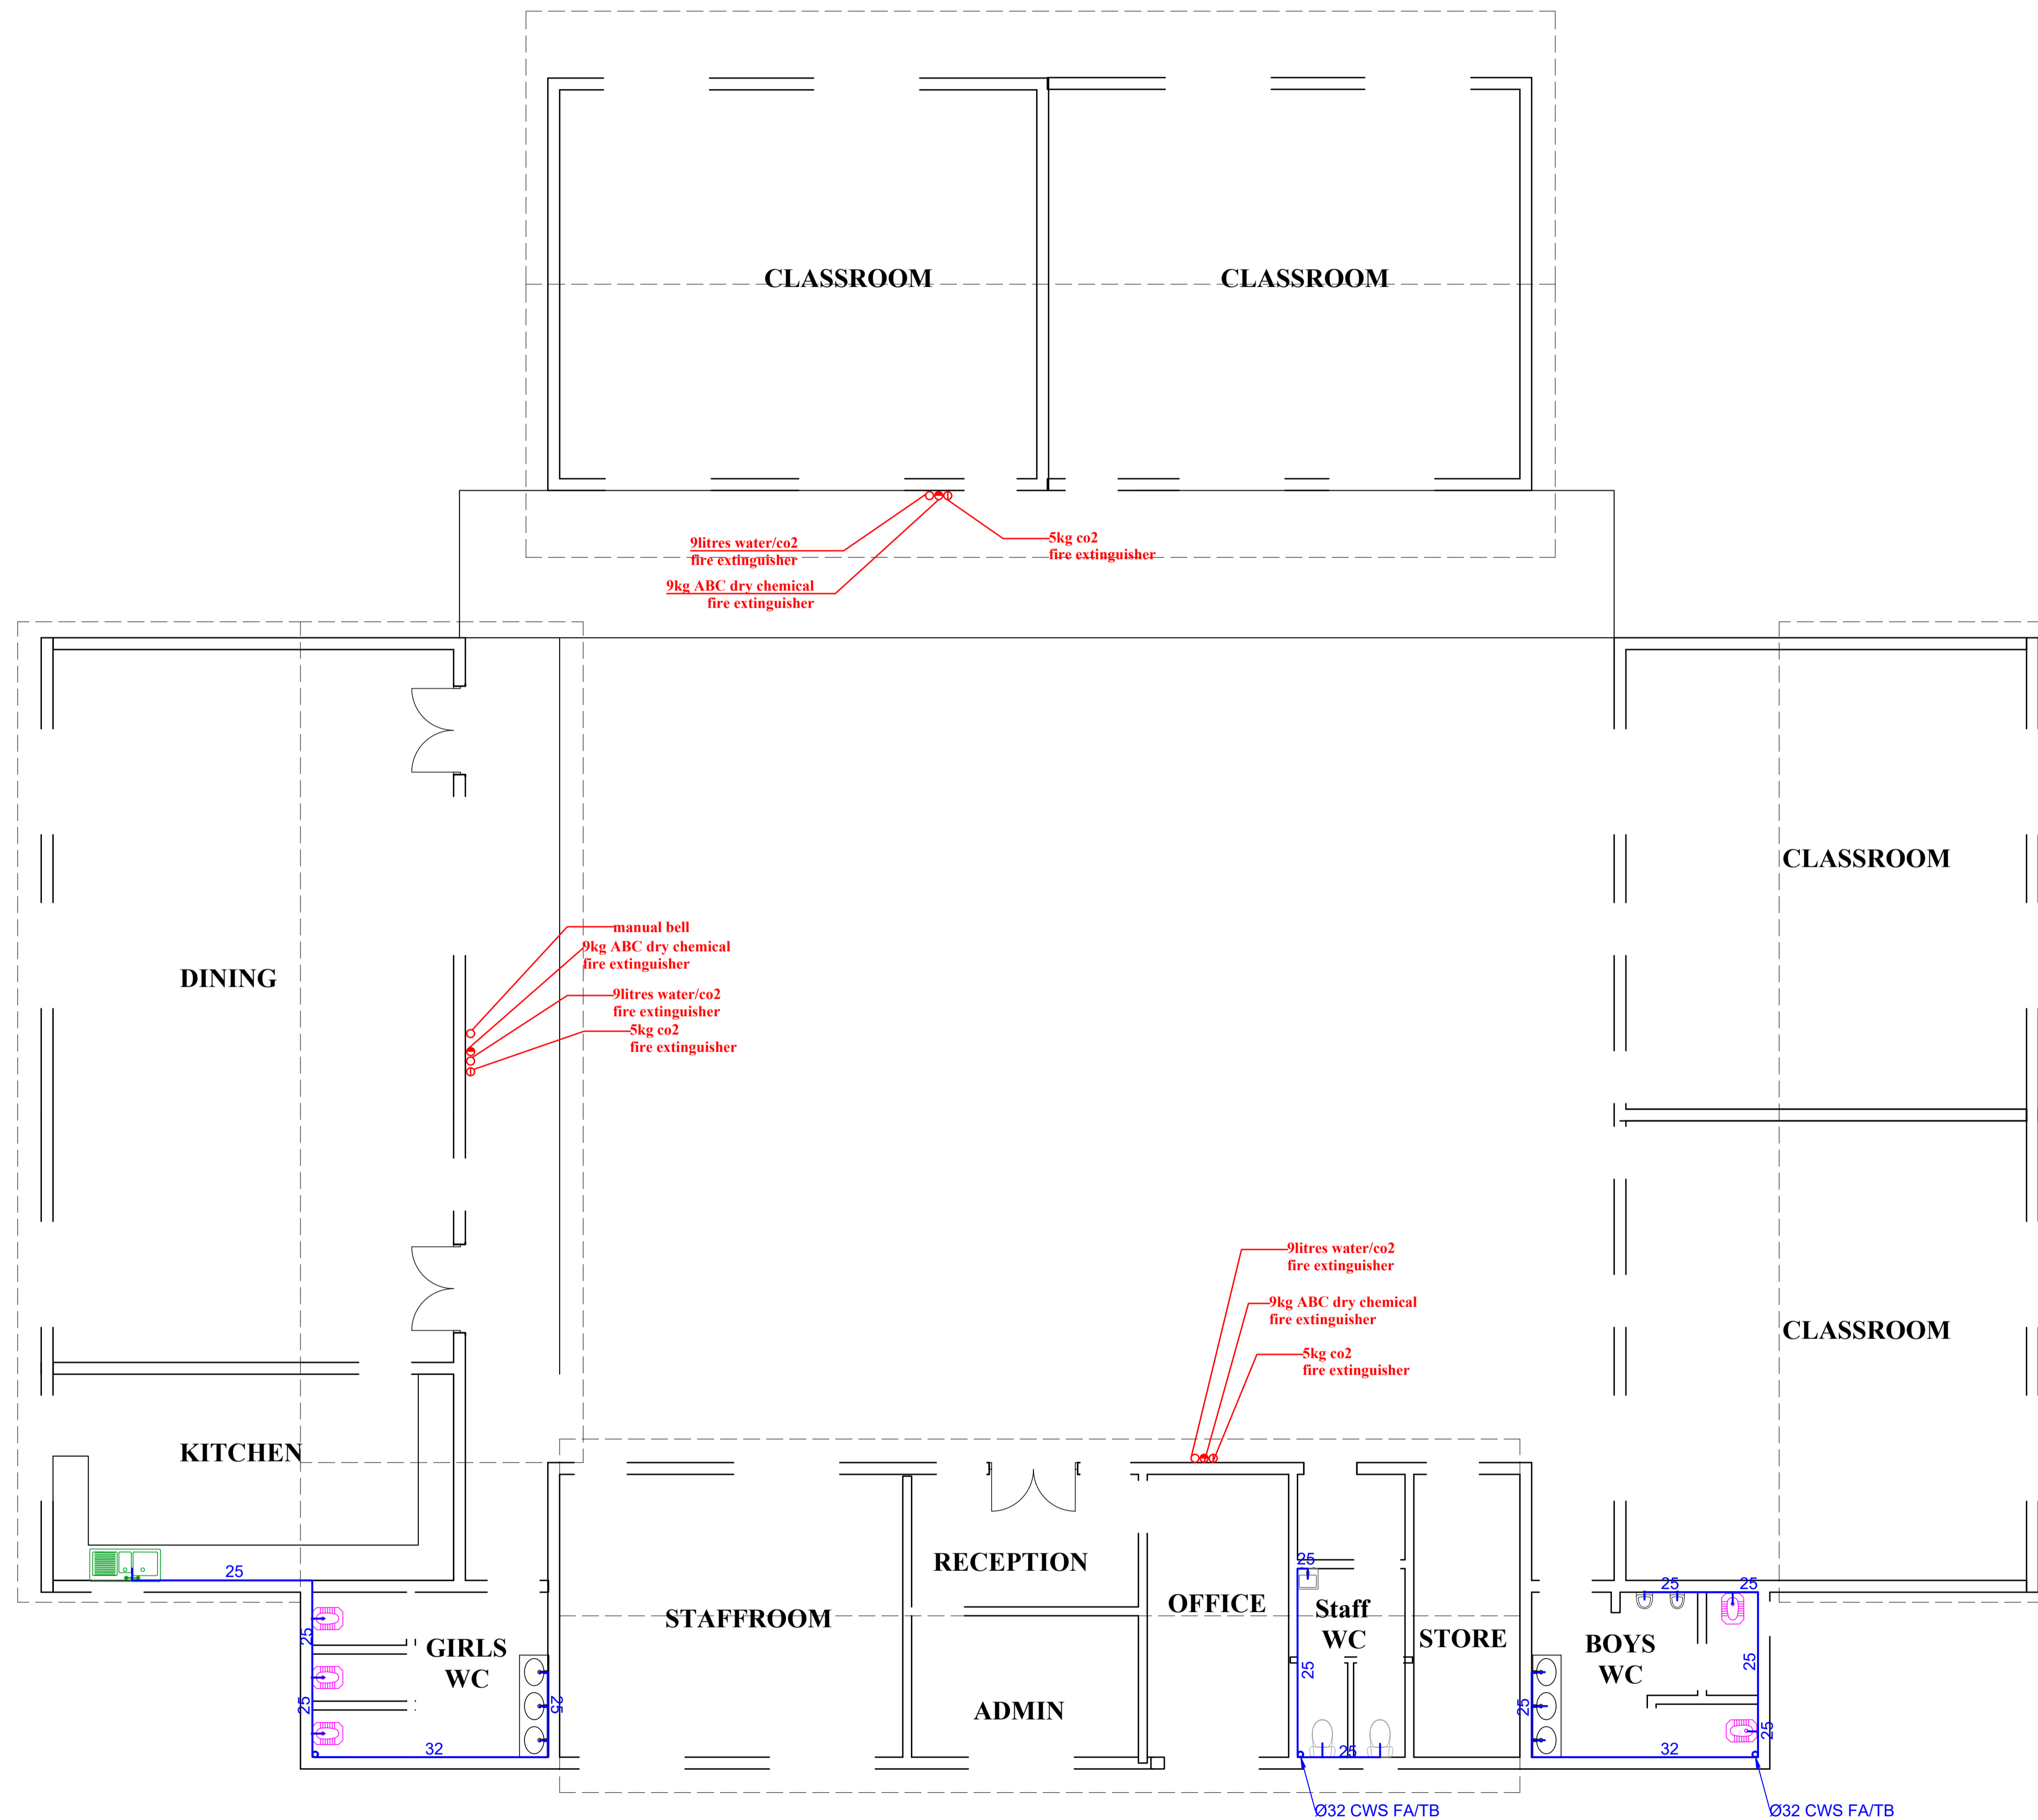 CLASSROOM
CLASSROOM
9litres water/co2
fire extinguisher
5kg co2
fire extinguisher
9kg ABC dry chemical
fire extinguisher
CLASSROOM
manual bell
9kg ABC dry chemical
fire extinguisher
DINING
9litres water/co2
fire extinguisher
5kg co2
fire extinguisher
9litres water/co2
fire extinguisher
9kg ABC dry chemical
fire extinguisher
CLASSROOM
5kg co2
fire extinguisher
KITCHEN
25
RECEPTION
25
25
25
OFFICE
Staff
WC
STAFFROOM
STORE
GIRLS
WC
BOYS
WC
25
25
25
25
25
25
25
ADMIN
32
25
32
25
Ø32 CWS FA/TB
Ø32 CWS FA/TB